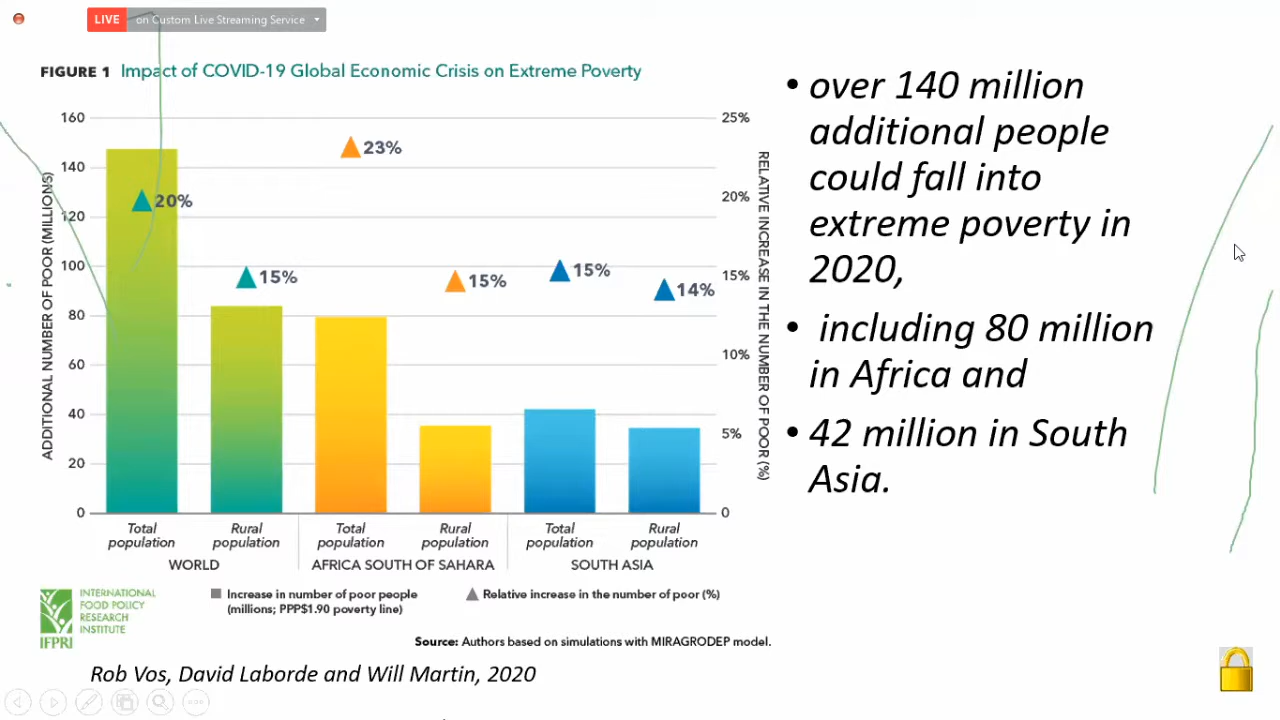 LIVE on Custom Live Streaming Service
FIGURE 1 Impact of COVID-19 Global Economic Crisis on Extreme Poverty
ADDITIONAL NUMBER OF POOR (MILLIONS)
160
140
120
100
80
60
40
20
0
20%
15%
23%
15%
15%
14%
25%
20%
15%
10%
5%
0
RELATIVE INCREASE IN THE NUMBER OF POOR (%)
Total
population
Rural
population
Total
population
Rural
population
Total
population
Rural
population
WORLD
AFRICA SOUTH OF SAHARA
SOUTH ASIA
Increase in number of poor people
(millions; PPP$1.90 poverty line)
Relative increase in the number of poor (%)
IFPRI
INTERNATIONAL
FOOD POLICY
RESEARCH
INSTITUTE
Source: Authors based on simulations with MIRAGRODEP model.
Rob Vos, David Laborde and Will Martin, 2020
• over 140 million
additional people
could fall into
extreme poverty in
2020,
• including 80 million
in Africa and
• 42 million in South
Asia.